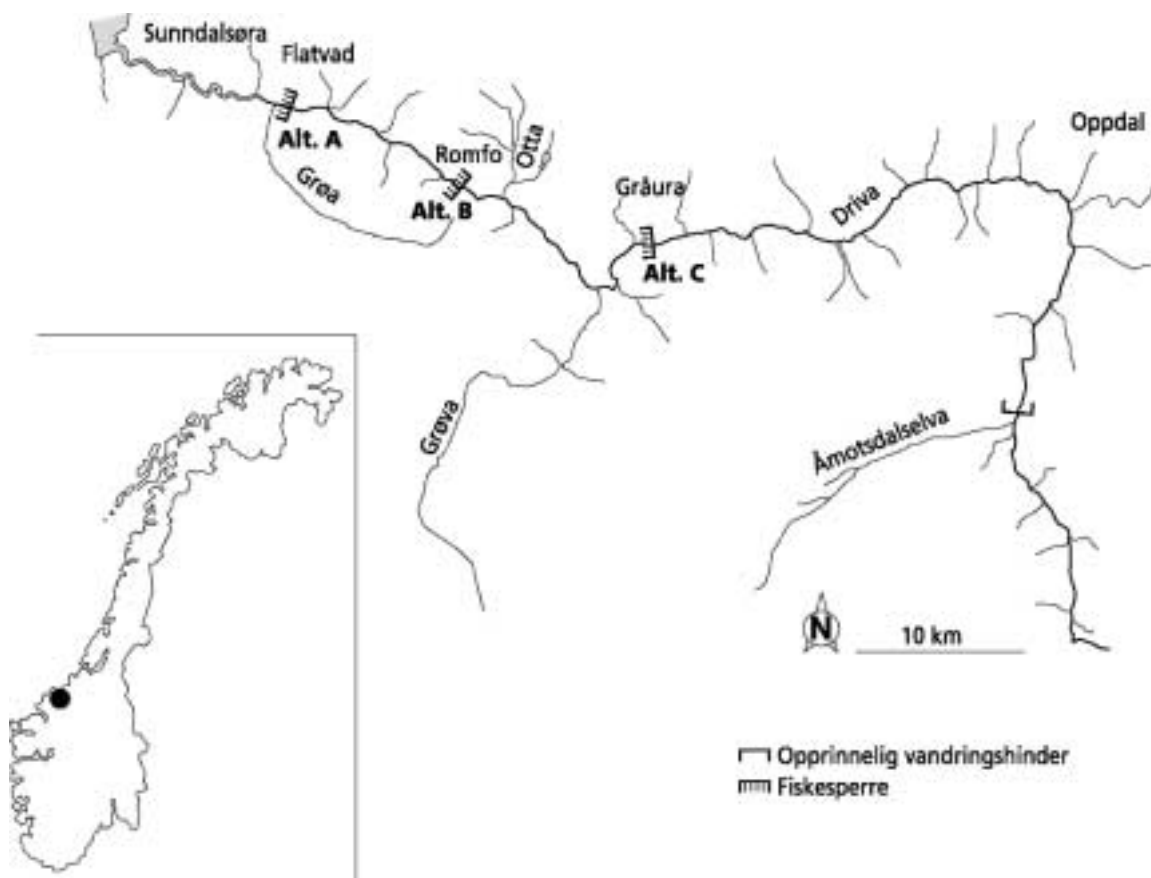 Sunndalsøra
Flatvad
Oppdal
Alt. A
Romfo
Otta
Grøa
Gråura
Driva
Alt. B
Alt. C
Grøva
Åmotsdalselva
N
10 km
Opprinnelig vandringshinder
Fiskesperre